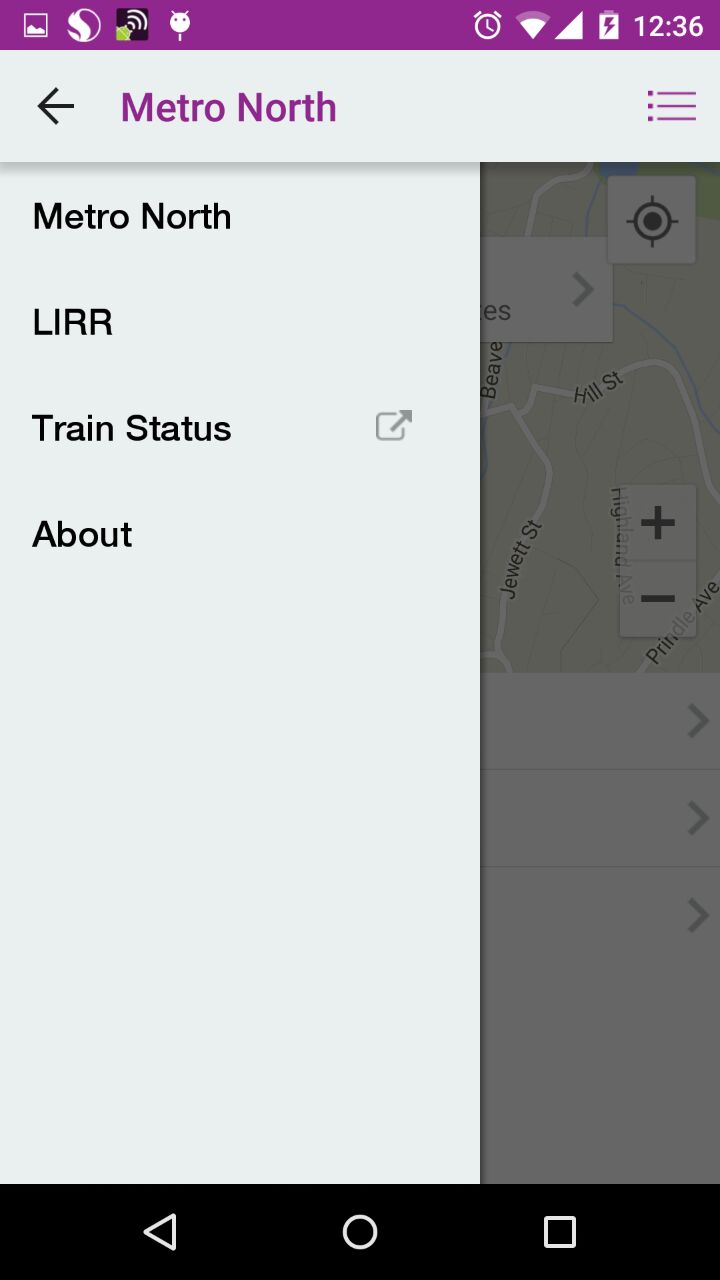 12:36
Metro North
Metro North
LIRR
Train Status
About
tes
Beave
Hill St
Jewett St
Highland Ave
Prindle Ave